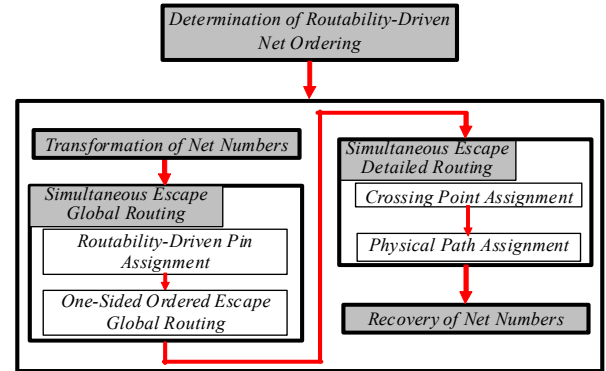 Determination of Routability-Driven
Net Ordering
Transformation of Net Numbers
Simultaneous Escape
Global Routing
Routability-Driven Pin
Assignment
One-Sided Ordered Escape
Global Routing
Simultaneous Escape
Detailed Routing
Crossing Point Assignment
Physical Path Assignment
Recovery of Net Numbers